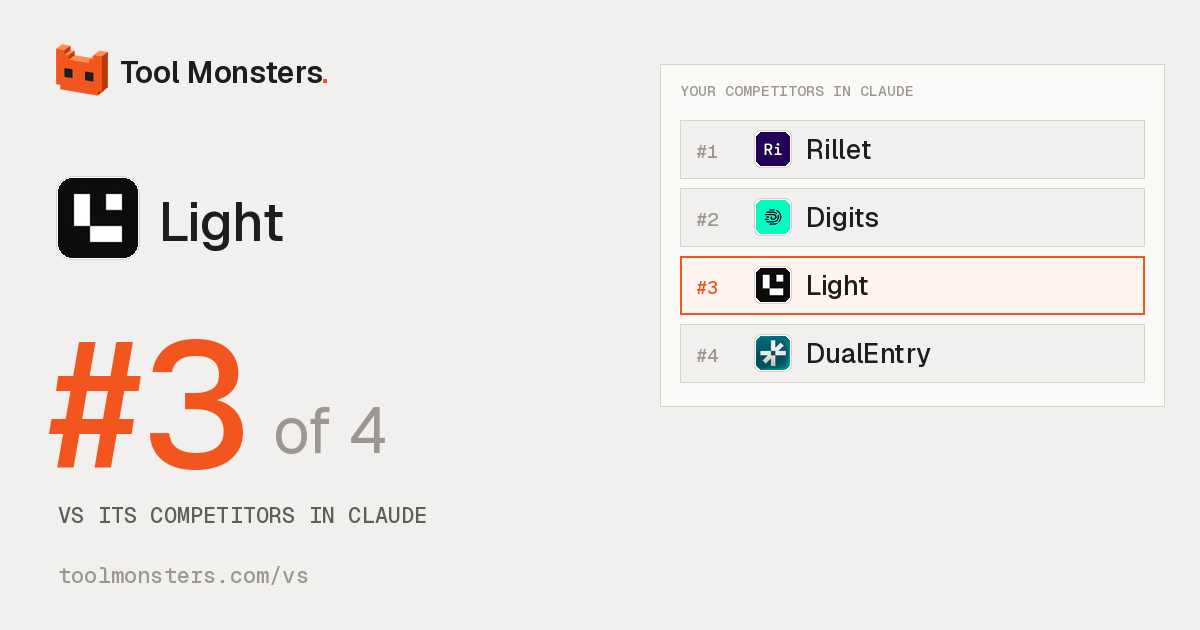 Tool Monsters.
Light
#3 of 4
VS ITS COMPETITORS IN CLAUDE
toolmonsters.com/vs
YOUR COMPETITORS IN CLAUDE
#1 Ri Rillet
#2 Digits
#3 Light
#4 DualEntry